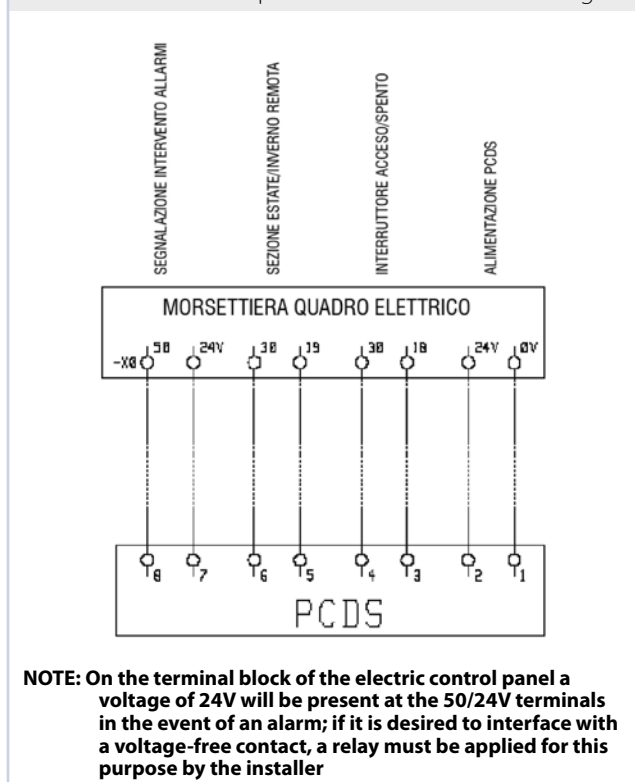 SEGNALAZIONE INTERVENTO ALLARMI
SEZIONE ESTATE/INVERNO REMOTA
INTERRUTTORE ACCESO/SPENTO
ALIMENTAZIONE PCDS
MORSETTIERA QUADRO ELETTRICO
-X0 50 24V 30 19 30 18 24V 0V
8 7 6 5 4 3 2 1
PCDS
NOTE: On the terminal block of the electric control panel a
voltage of 24V will be present at the 50/24V terminals
in the event of an alarm; if it is desired to interface with
a voltage-free contact, a relay must be applied for this
purpose by the installer